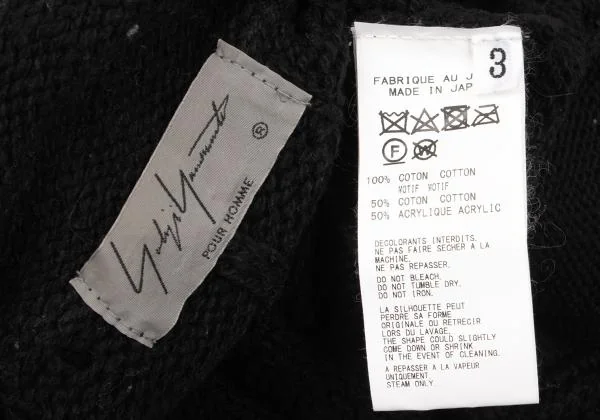 Yohji Yamamoto
POUR HOMME ®
3
FABRIQUE AU J
MADE IN JAP
F
W
100% COTON COTTON
MOTIF MOTIF
50% COTON COTTON
50% ACRYLIQUE ACRYLIC
DECOLORANTS INTERDITS.
NE PAS FAIRE SECHER A LA
MACHINE.
NE PAS REPASSER.
DO NOT BLEACH.
DO NOT TUMBLE DRY.
DO NOT IRON.
LA SILHOUETTE PEUT
PERDRE SA FORME
ORIGINALE OU RETRECIR
LORS DU LAVAGE.
THE SHAPE COULD SLIGHTLY
COME DOWN OR SHRINK
IN THE EVENT OF CLEANING.
A REPASSER A LA VAPEUR
UNIQUEMENT.
STEAM ONLY.